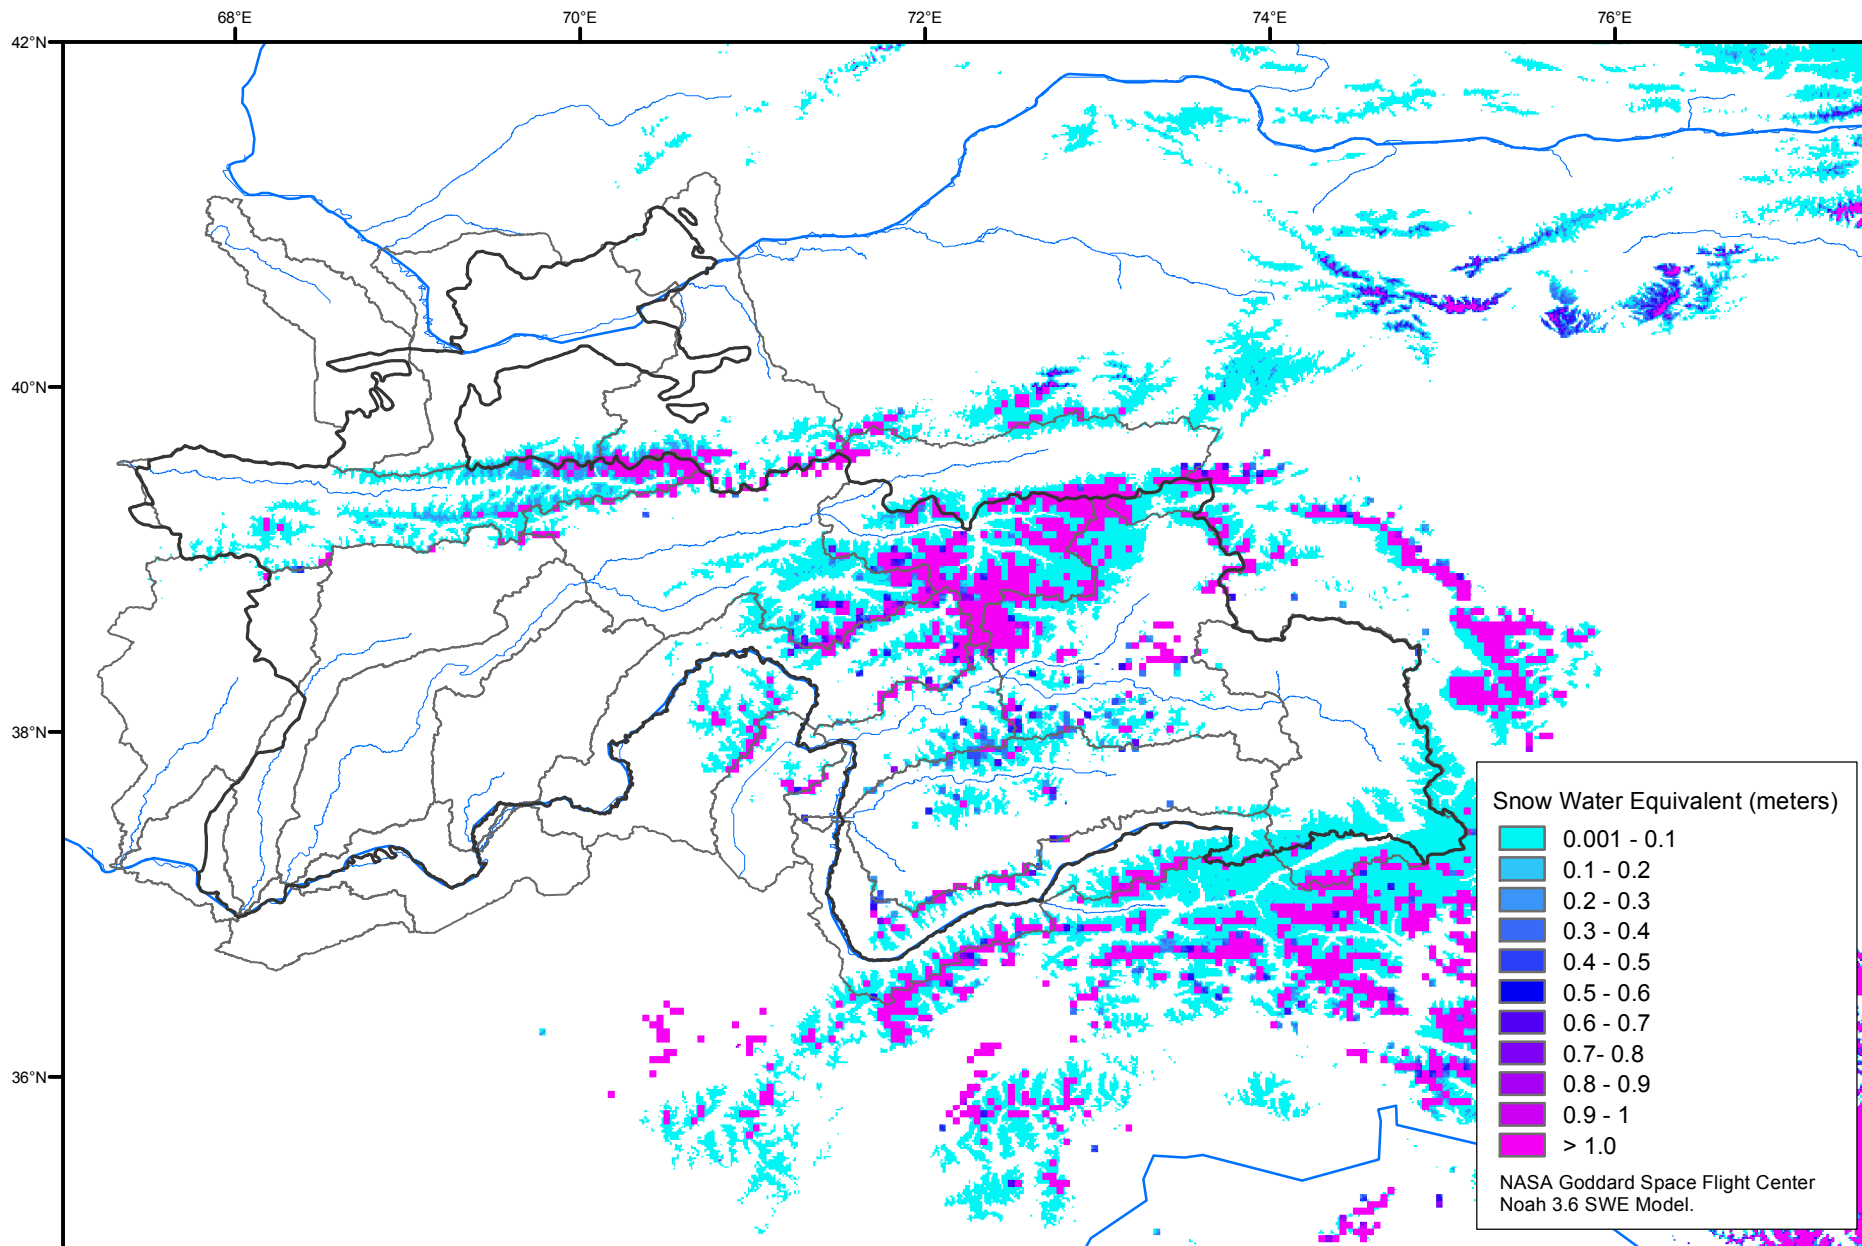 68°E
70°E
72°E
74°E
76°E
42°N
40°N
38°N
36°N
Snow Water Equivalent (meters)
0.001 - 0.1
0.1 - 0.2
0.2 - 0.3
0.3 - 0.4
0.4 - 0.5
0.5 - 0.6
0.6 - 0.7
0.7- 0.8
0.8 - 0.9
0.9 - 1
> 1.0
NASA Goddard Space Flight Center
Noah 3.6 SWE Model.